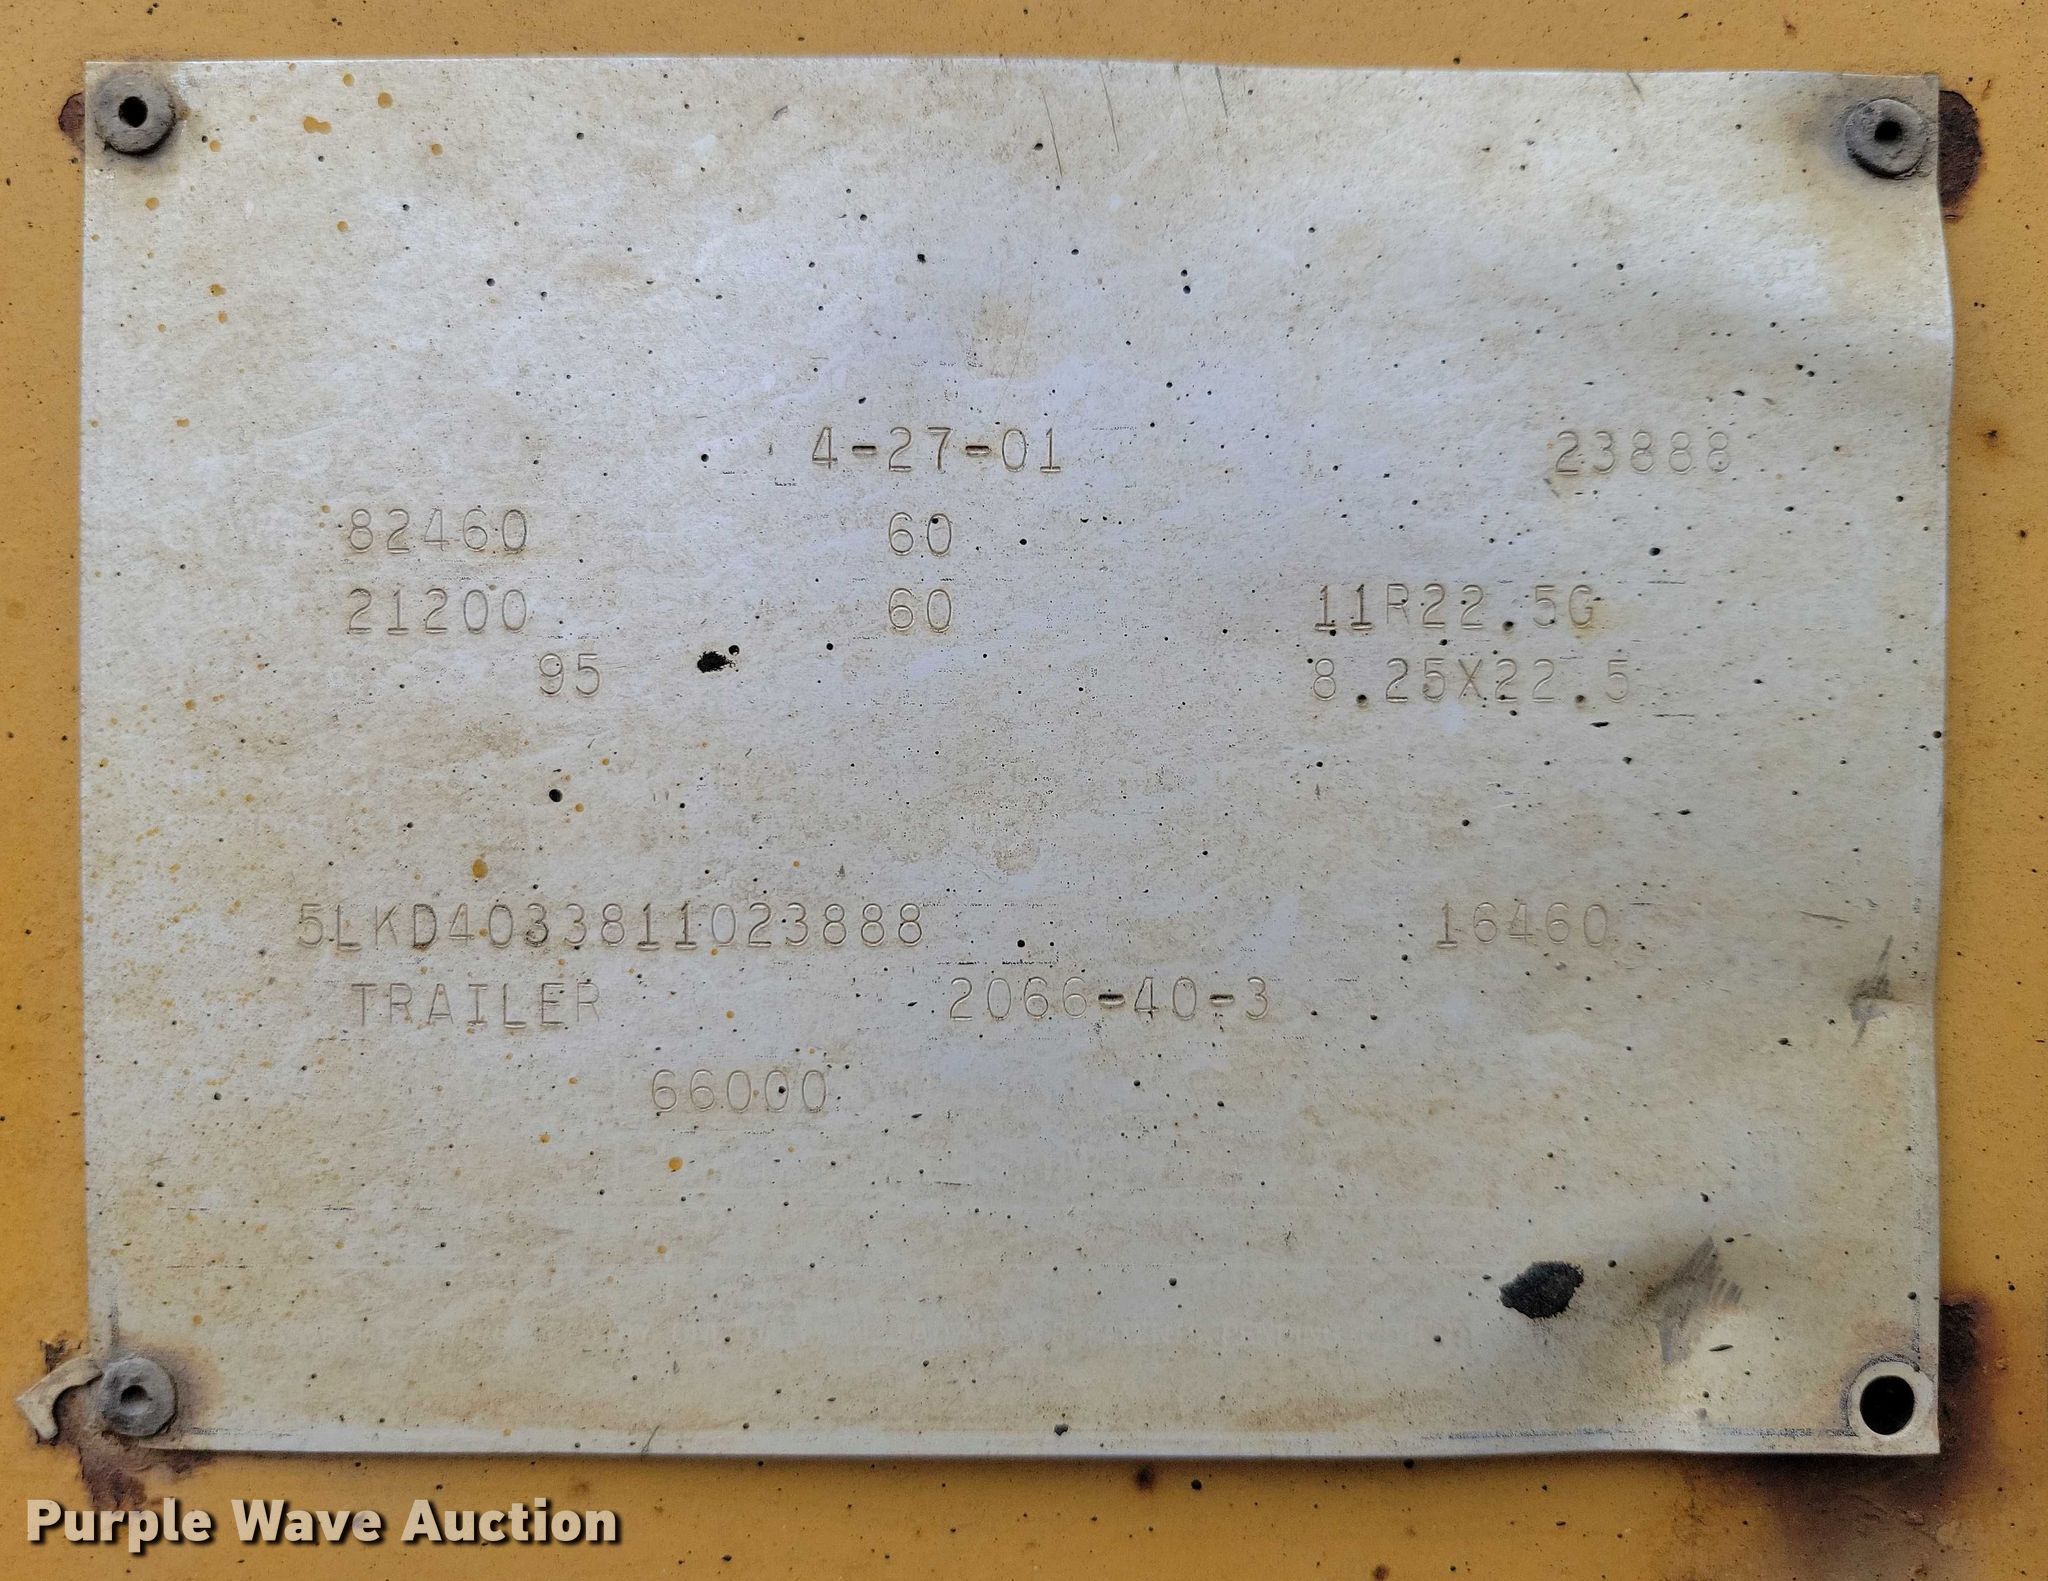 4-27-01 23888
82460 60
21200 60 11R22.5G
95 8.25X22.5
5LKD4033811023888 16460
TRAILER 2066-40-3
66000
Purple Wave Auction